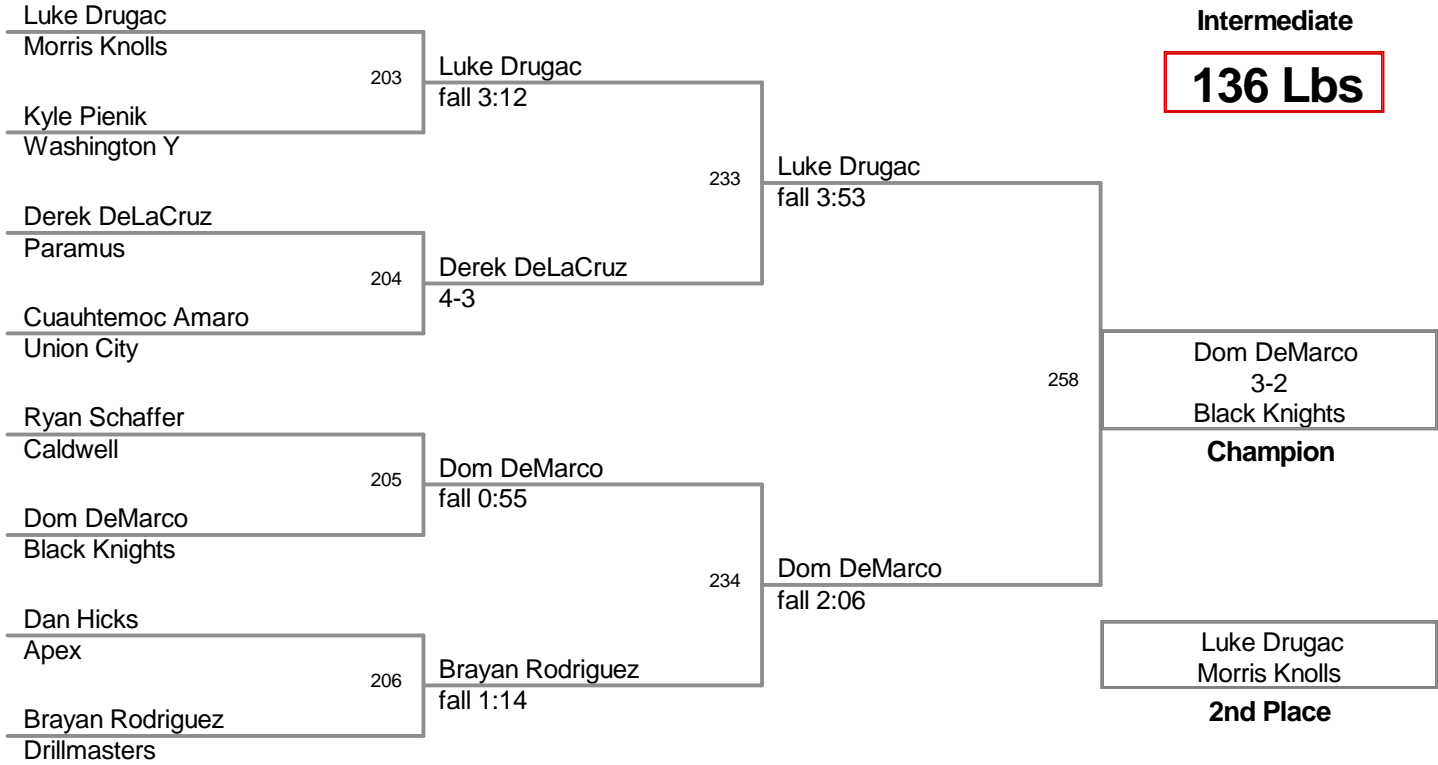 Luke Drugac
Morris Knolls
203
Kyle Pienik
Washington Y
Derek DeLaCruz
Paramus
204
Cuauhtemoc Amaro
Union City
Ryan Schaffer
Caldwell
205
Dom DeMarco
Black Knights
Dan Hicks
Apex
206
Brayan Rodriguez
Drillmasters
Luke Drugac
fall 3:12
233
Derek DeLaCruz
4-3
Dom DeMarco
fall 0:55
234
Brayan Rodriguez
fall 1:14
Luke Drugac
fall 3:53
258
Dom DeMarco
fall 2:06
Intermediate
136 Lbs
Dom DeMarco
3-2
Black Knights
Champion
Luke Drugac
Morris Knolls
2nd Place